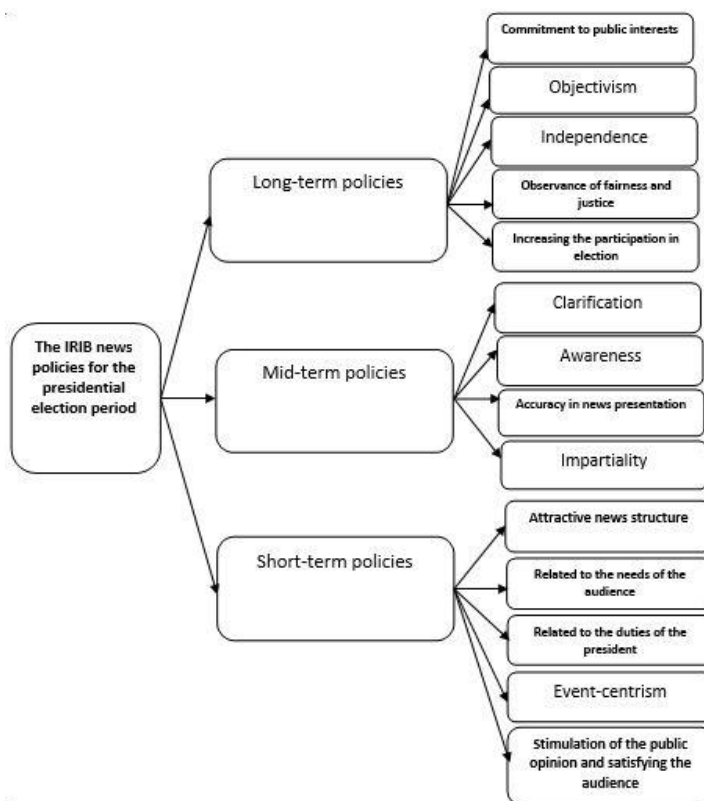 The IRIB news
policies for the
presidential
election period
Long-term policies
Commitment to public interests
Objectivism
Independence
Observance of fairness and
justice
Increasing the participation in
election
Mid-term policies
Clarification
Awareness
Accuracy in news presentation
Impartiality
Short-term policies
Attractive news structure
Related to the needs of the
audience
Related to the duties of the
president
Event-centrism
Stimulation of the public
opinion and satisfying the
audience